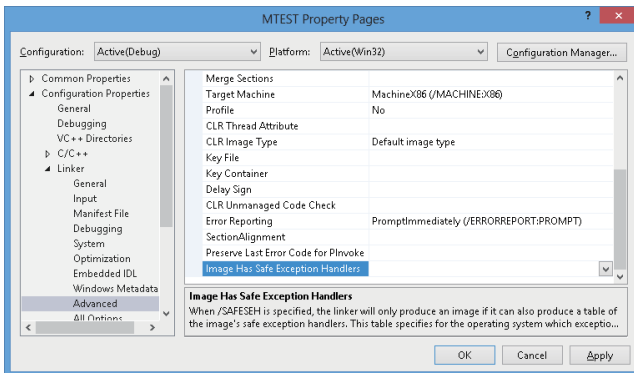 MTEST Property Pages
? ×
Configuration: Active(Debug) Platform: Active(Win32) Configuration Manager...
Common Properties
Configuration Properties
General
Debugging
VC++ Directories
C/C++
Linker
General
Input
Manifest File
Debugging
System
Optimization
Embedded IDL
Windows Metadata
Advanced
All Options
Merge Sections
Target Machine MachineX86 (/MACHINE:X86)
Profile No
CLR Thread Attribute
CLR Image Type Default image type
Key File
Key Container
Delay Sign
CLR Unmanaged Code Check
Error Reporting PromptImmediately (/ERRORREPORT:PROMPT)
SectionAlignment
Preserve Last Error Code for PInvoke
Image Has Safe Exception Handlers
Image Has Safe Exception Handlers
When /SAFESEH is specified, the linker will only produce an image if it can also produce a table of
the image's safe exception handlers. This table specifies for the operating system which exceptio...
OK Cancel Apply